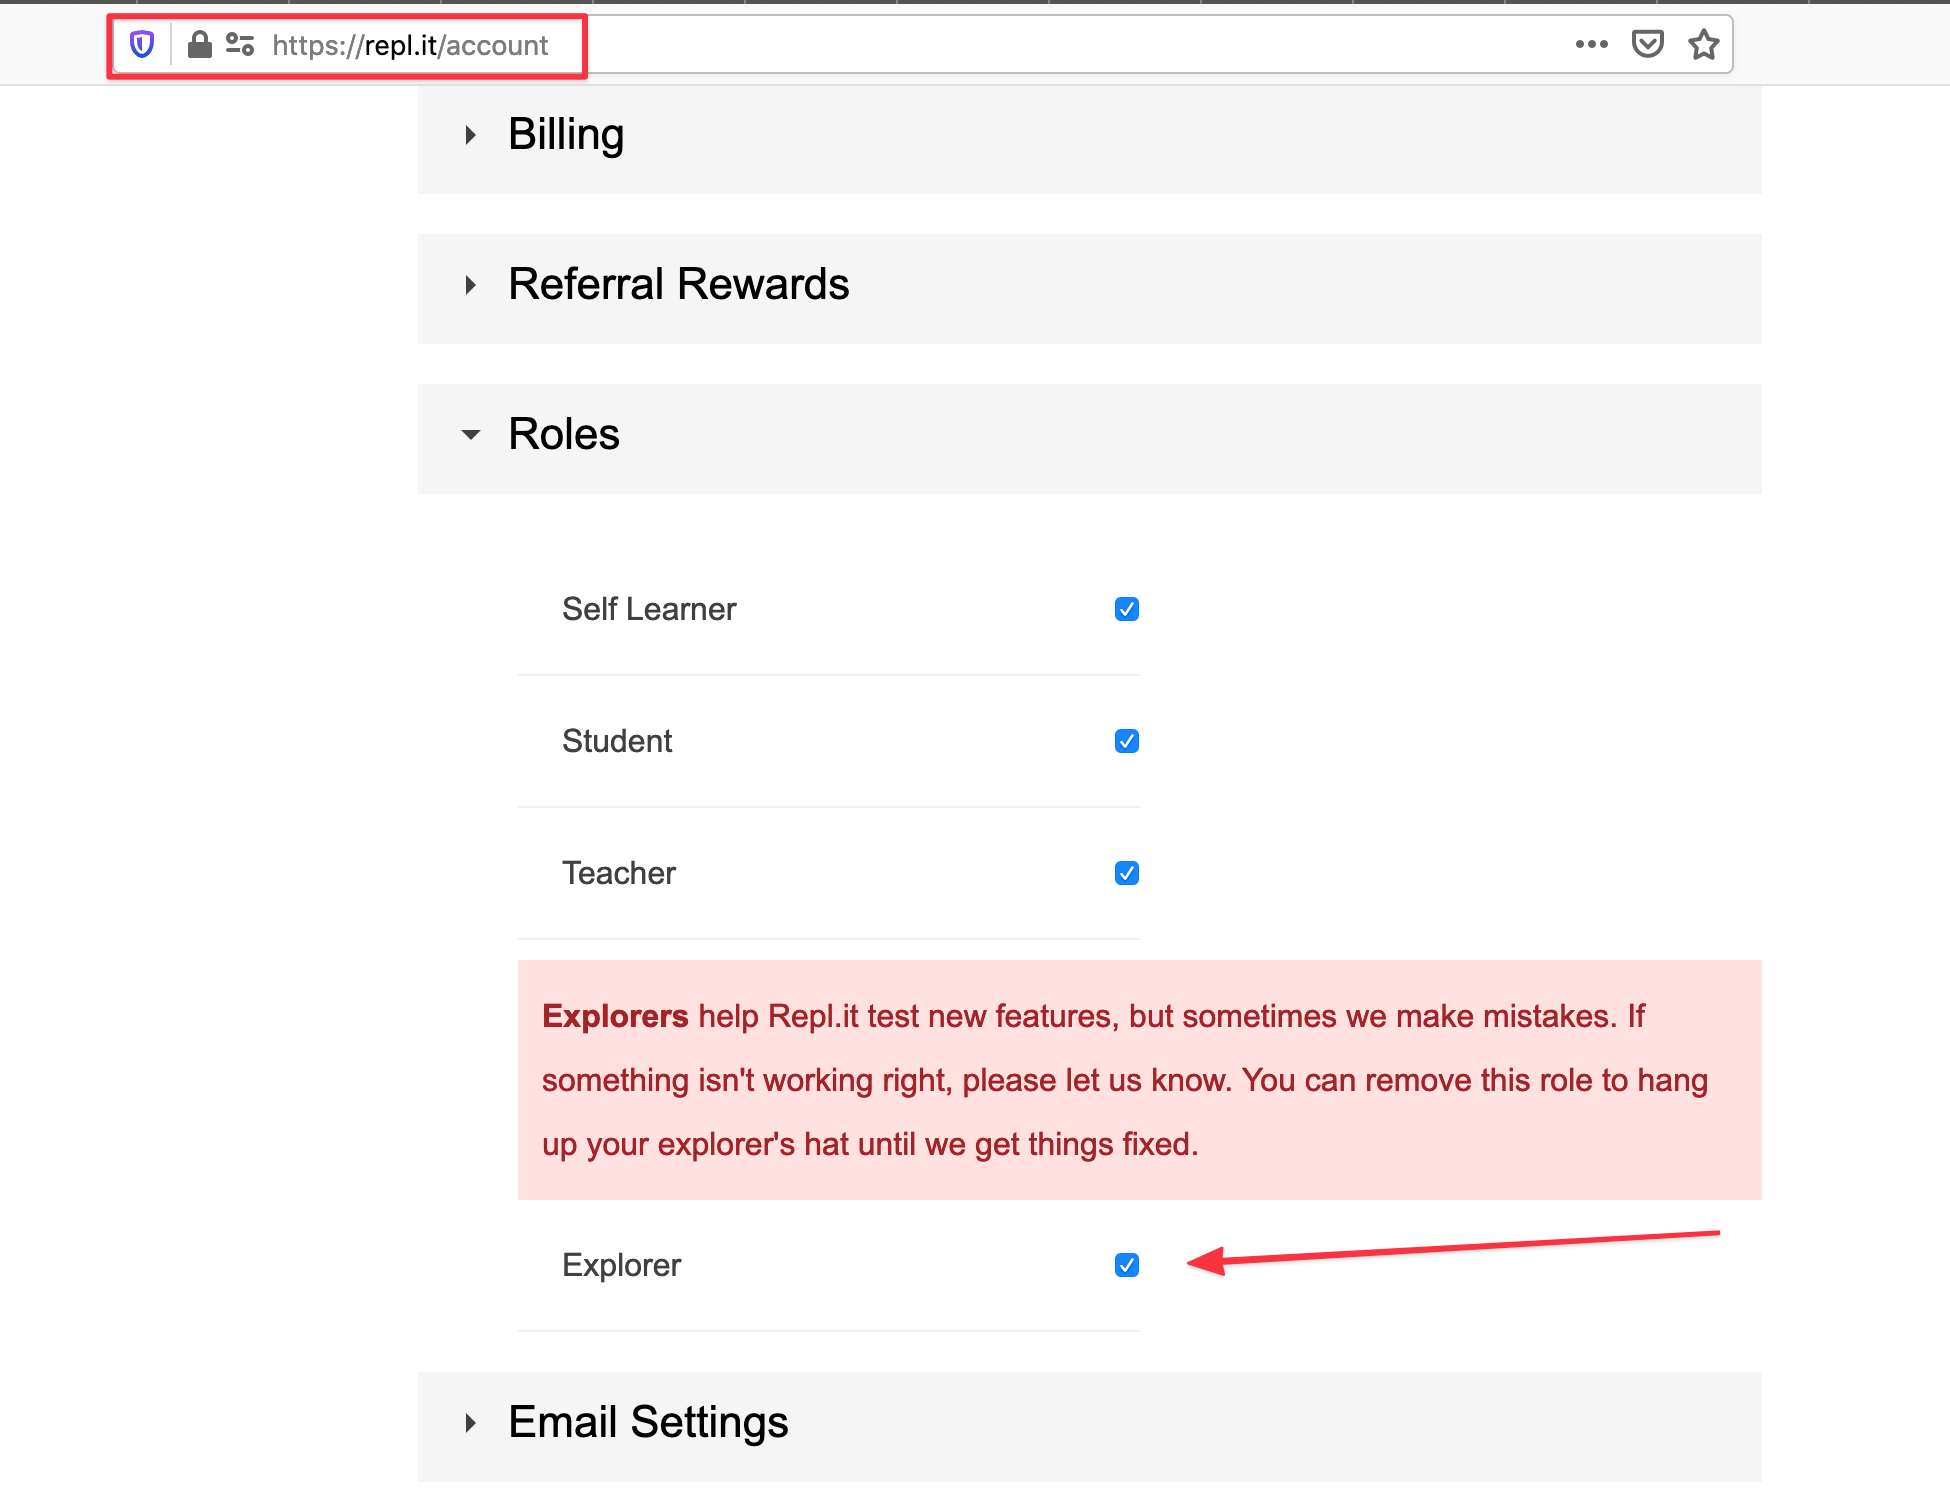 https://repl.it/account
Billing
Referral Rewards
Roles
Self Learner
Student
Teacher
Explorers help Repl.it test new features, but sometimes we make mistakes. If
something isn't working right, please let us know. You can remove this role to hang
up your explorer's hat until we get things fixed.
Explorer
Email Settings